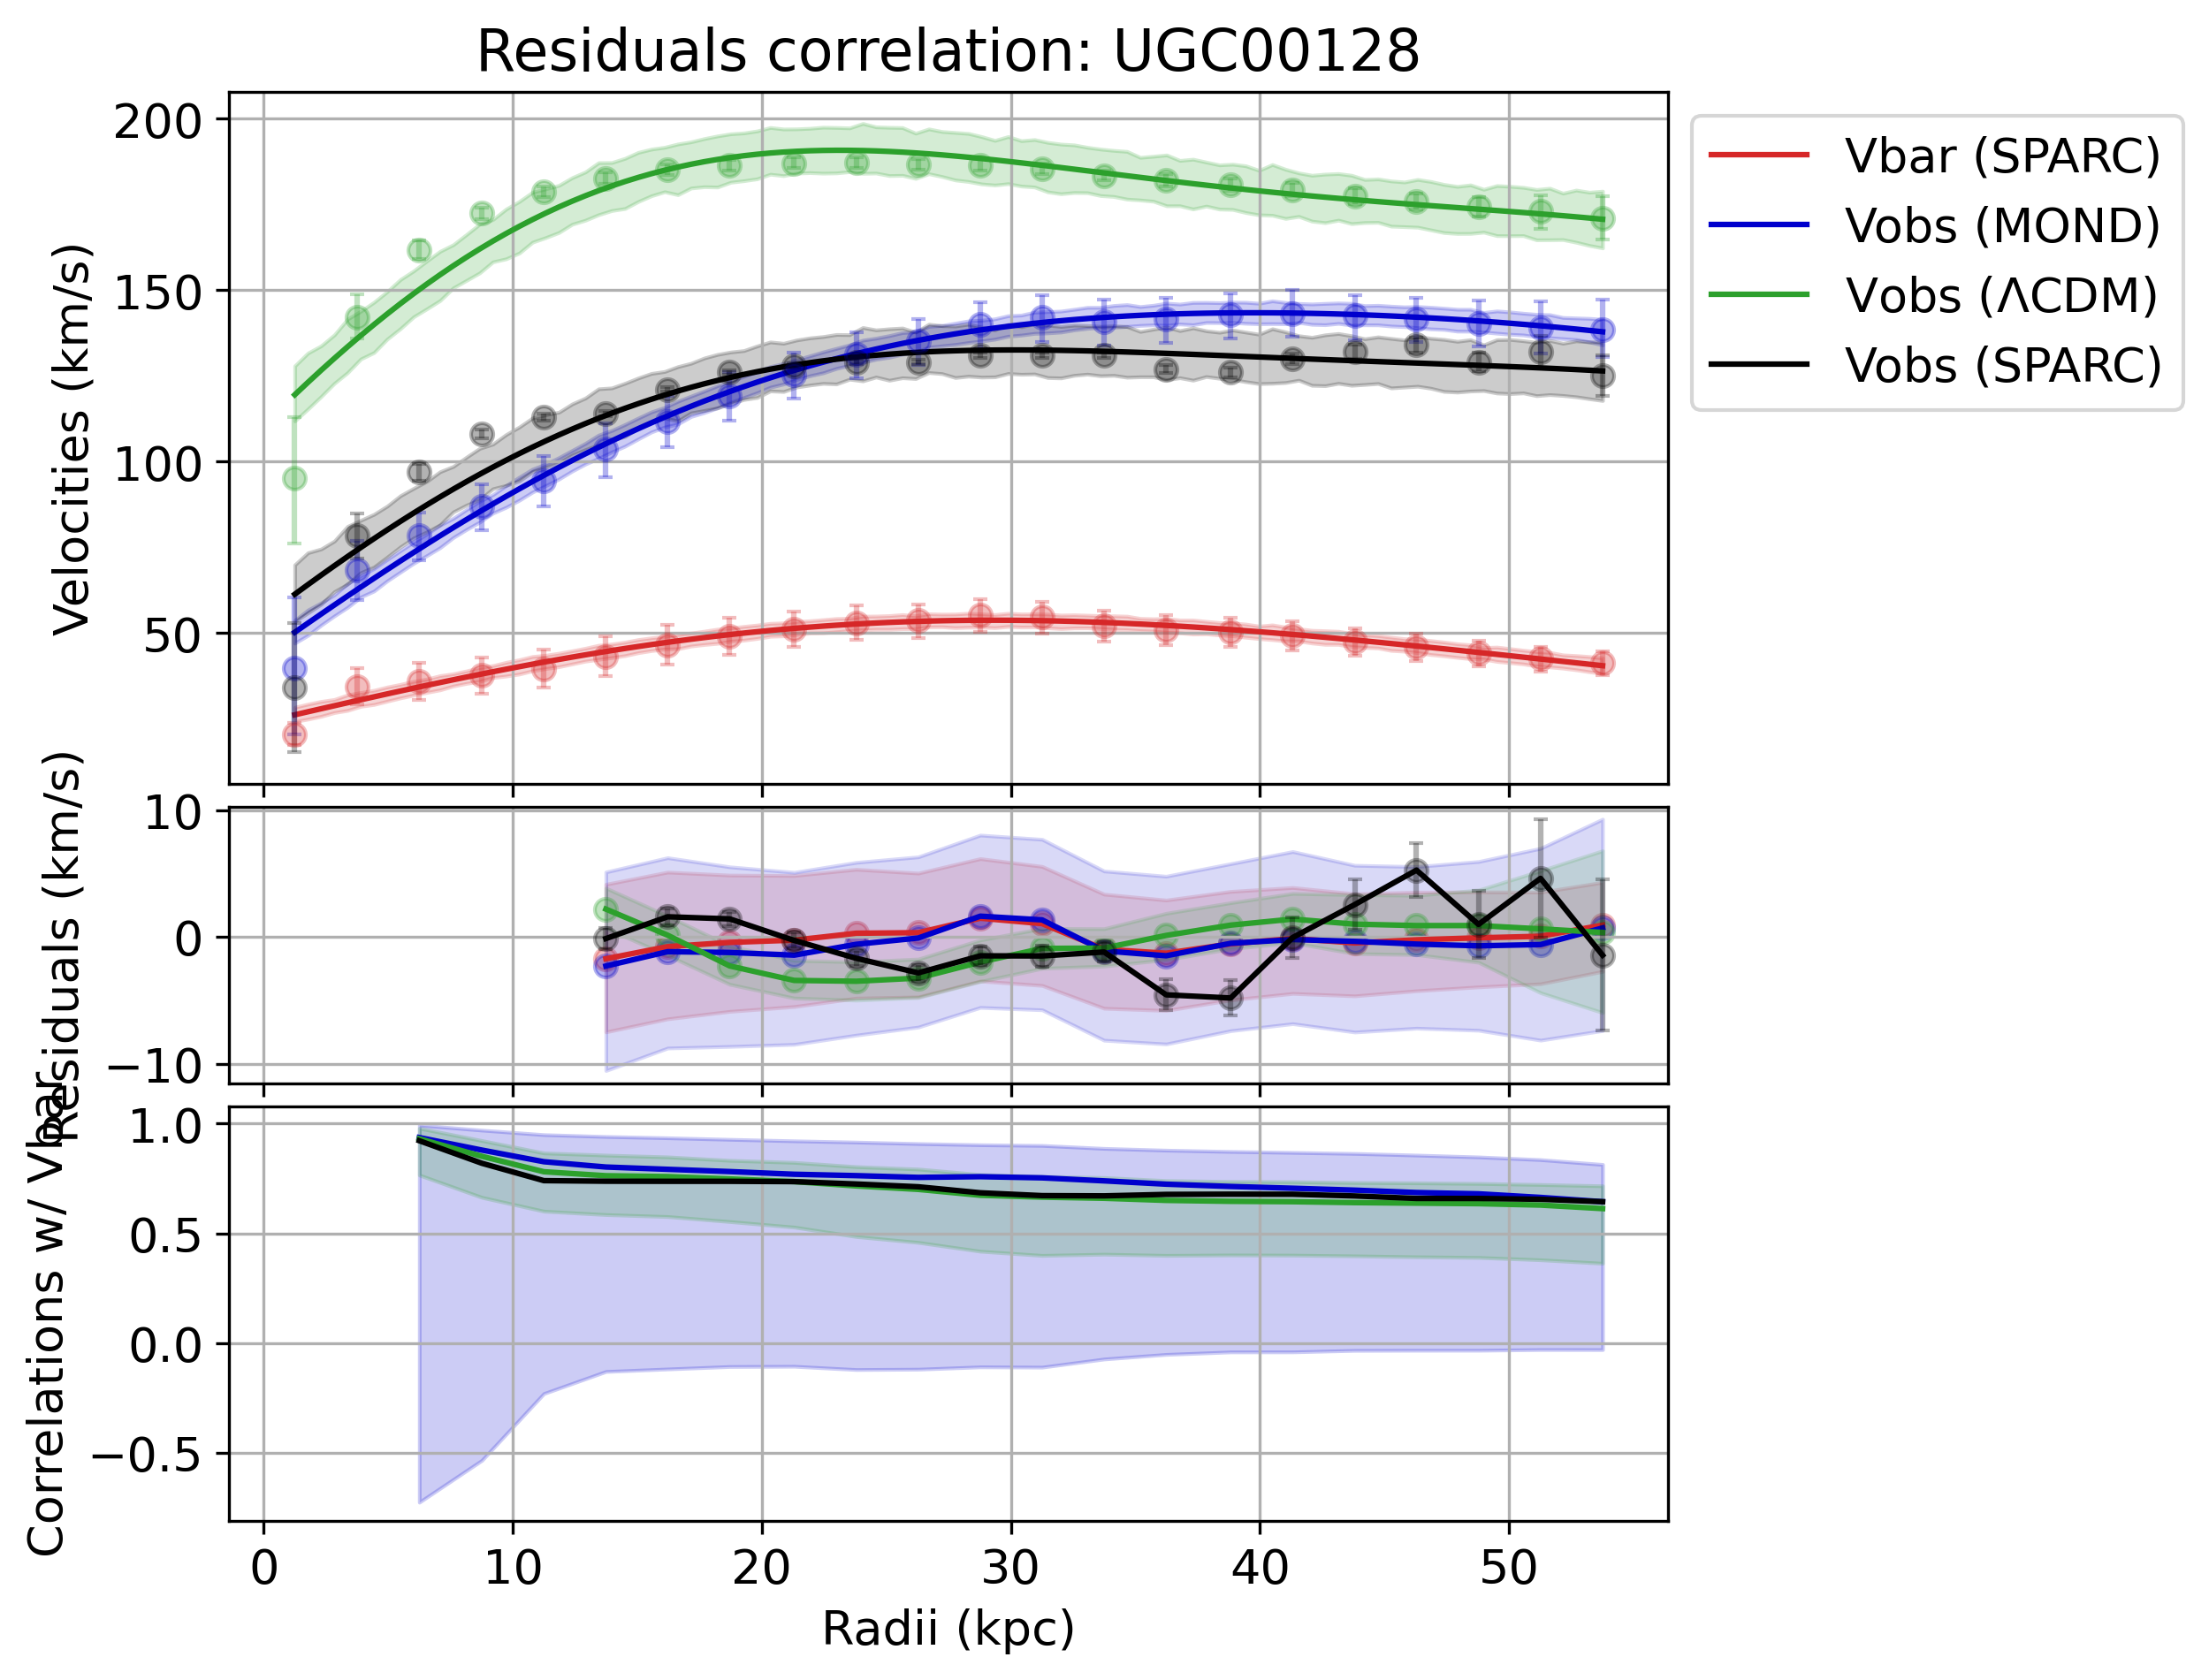 Residuals correlation: UGC00128
200
150
100
50
Velocities (km/s)
Vbar (SPARC)
Vobs (MOND)
Vobs (ΛCDM)
Vobs (SPARC)
10
0
−10
Residuals (km/s)
1.0
0.5
0.0
−0.5
Correlations w/ Vbar
0
10
20
30
40
50
Radii (kpc)